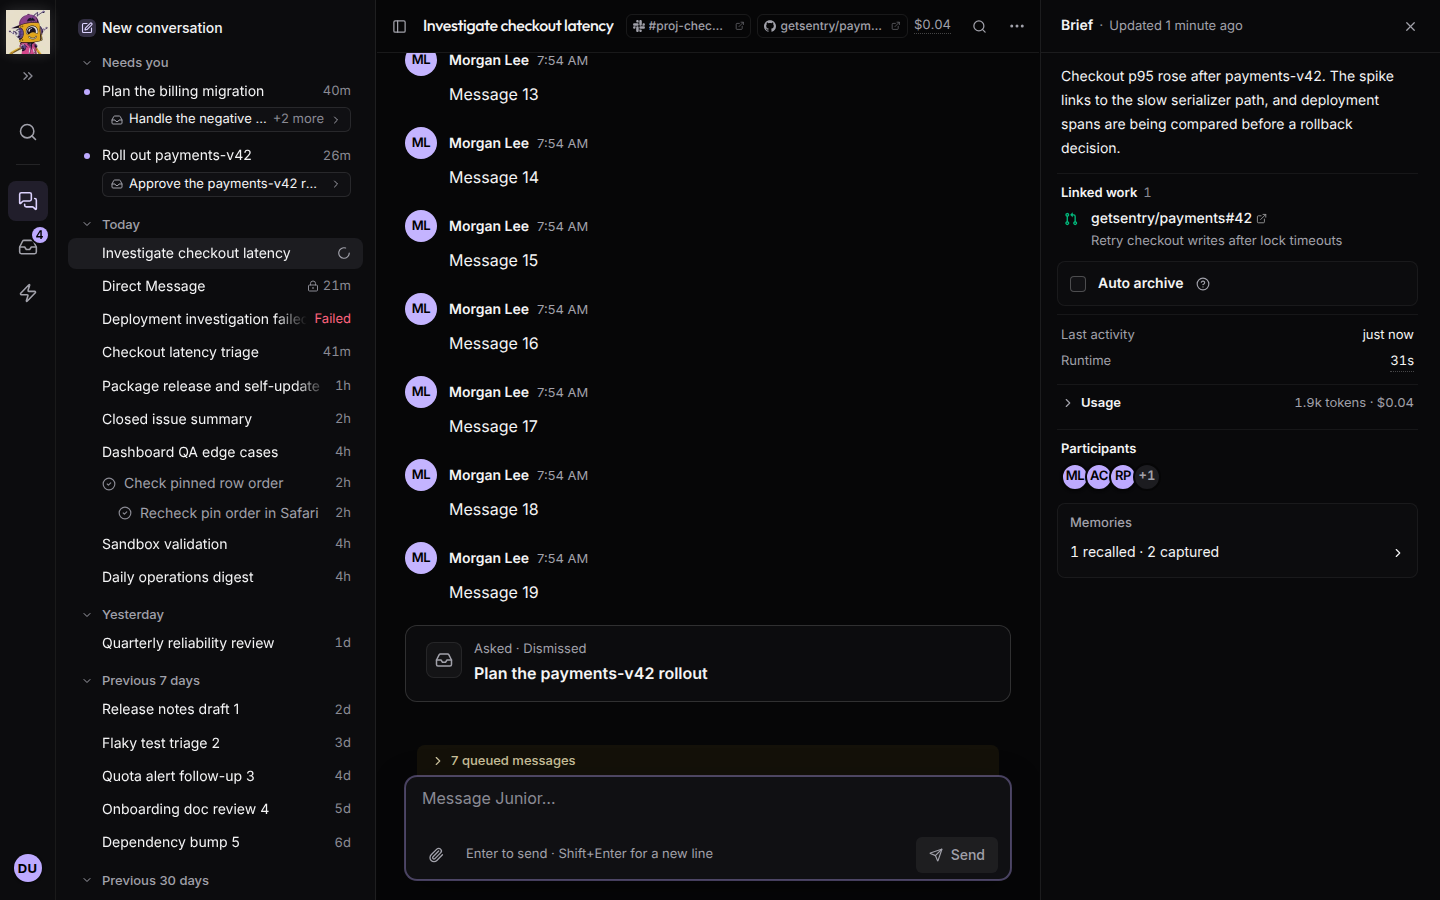 New conversation
Needs you
Plan the billing migration 40m
Handle the negative ... +2 more
Roll out payments-v42 26m
Approve the payments-v42 r...
4
Today
Investigate checkout latency
Direct Message 21m
Deployment investigation failed Failed
Checkout latency triage 41m
Package release and self-update 1h
Closed issue summary 2h
Dashboard QA edge cases 4h
Check pinned row order 2h
Recheck pin order in Safari 2h
Sandbox validation 4h
Daily operations digest 4h
Yesterday
Quarterly reliability review 1d
Previous 7 days
Release notes draft 1 2d
Flaky test triage 2 3d
Quota alert follow-up 3 4d
Onboarding doc review 4 5d
Dependency bump 5 6d
Previous 30 days
DU
Investigate checkout latency #proj-chec... getsentry/paym... $0.04
ML Morgan Lee 7:54 AM
Message 13
ML Morgan Lee 7:54 AM
Message 14
ML Morgan Lee 7:54 AM
Message 15
ML Morgan Lee 7:54 AM
Message 16
ML Morgan Lee 7:54 AM
Message 17
ML Morgan Lee 7:54 AM
Message 18
ML Morgan Lee 7:54 AM
Message 19
Asked · Dismissed
Plan the payments-v42 rollout
7 queued messages
Message Junior...
Enter to send · Shift+Enter for a new line
Send
Brief · Updated 1 minute ago
Checkout p95 rose after payments-v42. The spike
links to the slow serializer path, and deployment
spans are being compared before a rollback
decision.
Linked work 1
getsentry/payments#42
Retry checkout writes after lock timeouts
Auto archive
Last activity just now
Runtime 31s
Usage 1.9k tokens · $0.04
Participants
ML AC RP +1
Memories
1 recalled · 2 captured